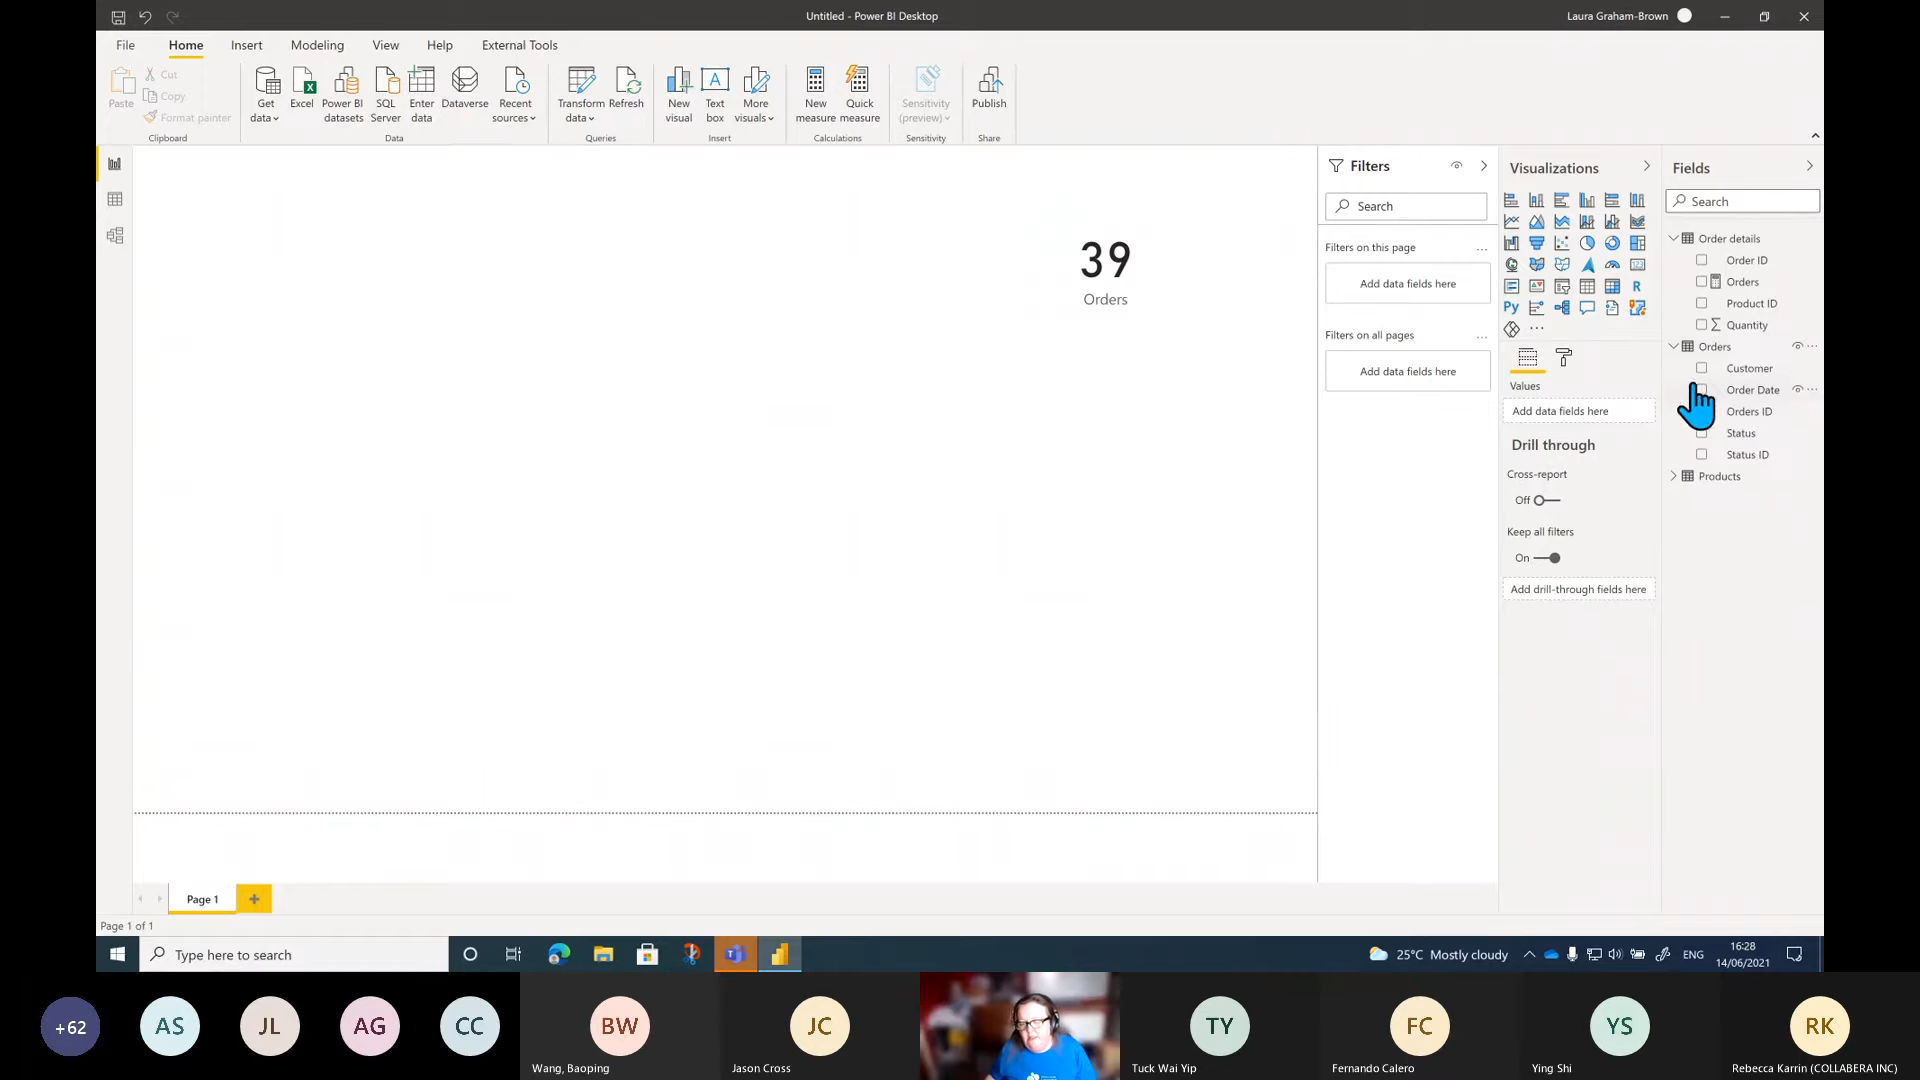 Untitled - Power BI Desktop
Laura Graham-Brown
File
Home
Insert
Modeling
View
Help
External Tools
Paste
Cut
Copy
Format painter
Clipboard
Get
data
Excel
Power BI
datasets
SQL
Server
Enter
data
Dataverse
Recent
sources
Data
Transform
data
Refresh
Queries
New
visual
Text
box
More
visuals
Insert
New
measure
Quick
measure
Calculations
Sensitivity
(preview)
Sensitivity
Publish
Share
39
Orders
Filters
Search
Filters on this page
...
Add data fields here
Filters on all pages
...
Add data fields here
Visualizations
R
Py
...
Values
Add data fields here
Drill through
Cross-report
Off
Keep all filters
On
Add drill-through fields here
Fields
Search
Order details
Order ID
Orders
Product ID
Σ Quantity
Orders
...
Customer
Order Date
...
Orders ID
Status
Status ID
Products
Page 1
+
Page 1 of 1
Type here to search
25°C Mostly cloudy
ENG
16:28
14/06/2021
+62
AS
JL
AG
CC
BW
Wang, Baoping
JC
Jason Cross
TY
Tuck Wai Yip
FC
Fernando Calero
YS
Ying Shi
RK
Rebecca Karrin (COLLABERA INC)